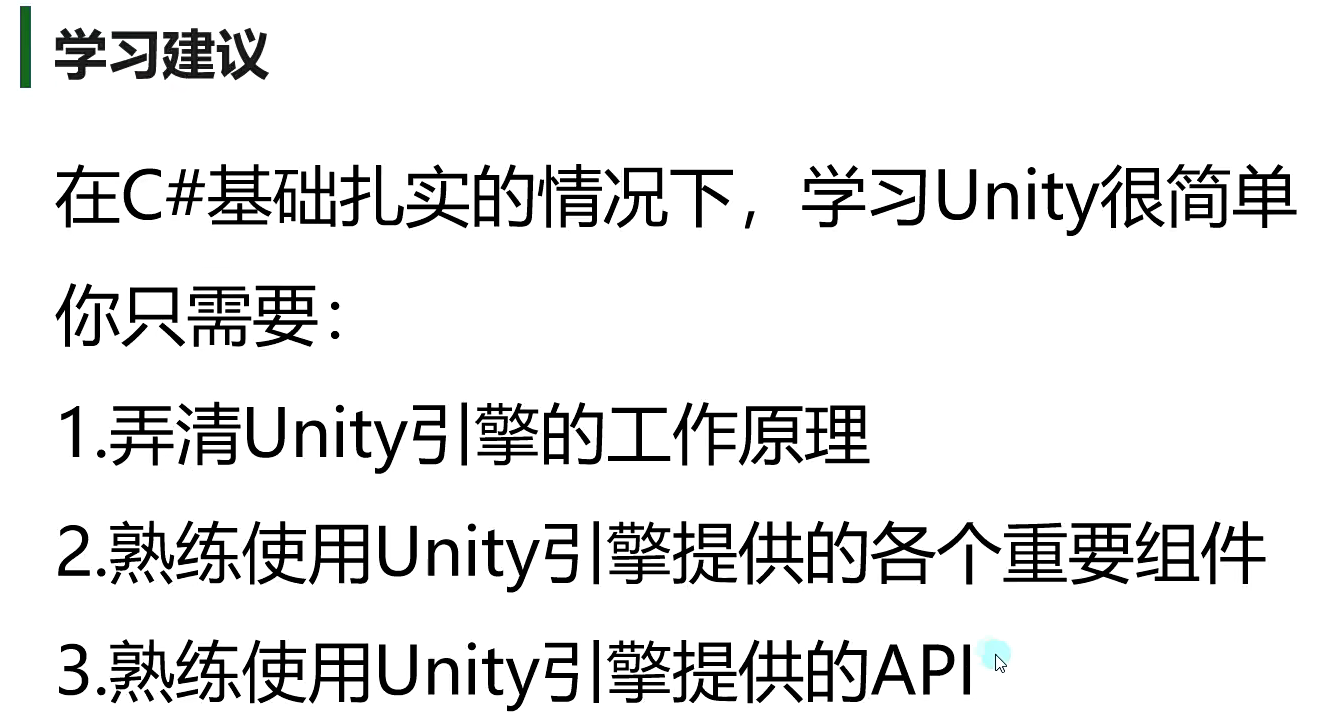 学习建议
在C#基础扎实的情况下，学习Unity很简单
你只需要：
1.弄清Unity引擎的工作原理
2.熟练使用Unity引擎提供的各个重要组件
3.熟练使用Unity引擎提供的API